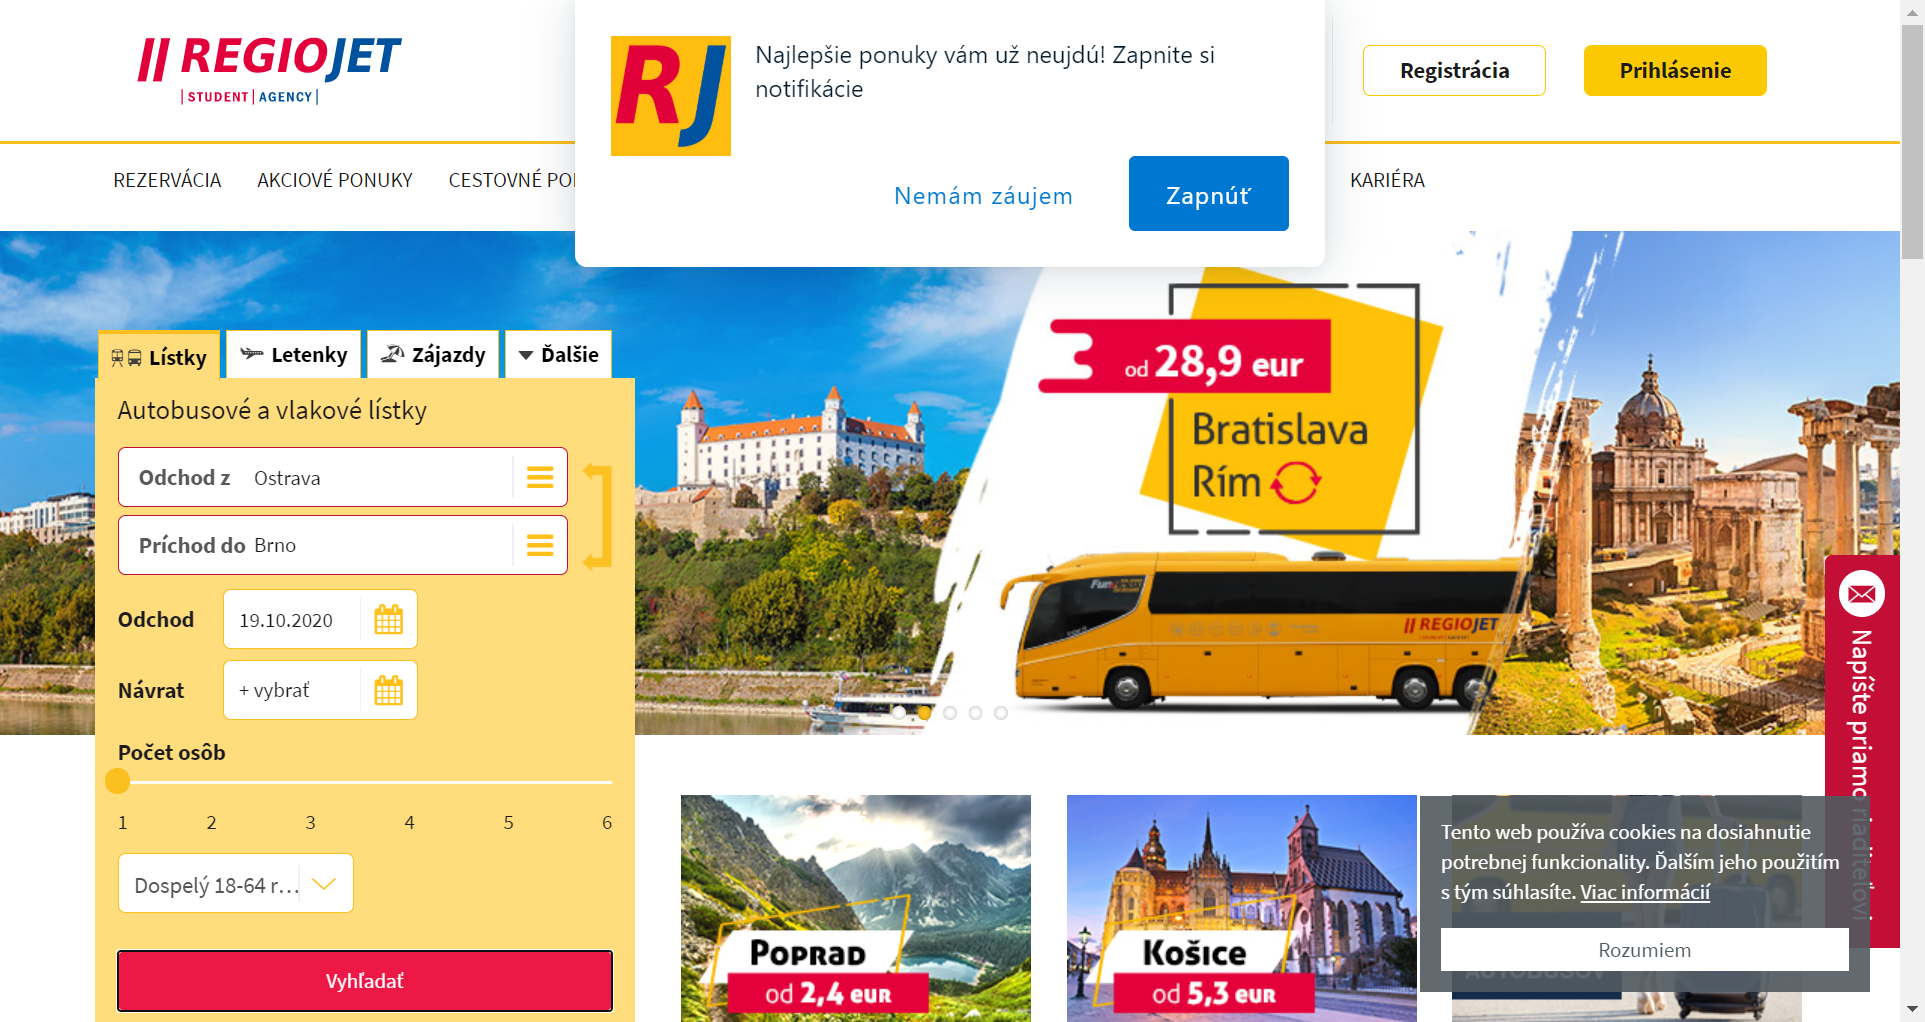 REGIOJET
| STUDENT | AGENCY |
RJ
Najlepšie ponuky vám už neujdú! Zapnite si
notifikácie
Nemám záujem
Zapnúť
Registrácia
Prihlásenie
REZERVÁCIA
AKCIOVÉ PONUKY
CESTOVNÉ
KARIÉRA
Lístky
Letenky
Zájazdy
Ďalšie
Autobusové a vlakové lístky
Odchod z Ostrava
Príchod do Brno
Odchod 19.10.2020
Návrat + vybrať
Počet osôb
1 2 3 4 5 6
Dospelý 18-64 r…
Vyhľadať
od 28,9 eur
Bratislava
Rím
REGIOJET
POPRAD
od 2,4 EUR
Košice
od 5,3 EUR
Napíšte priamo riaditeľovi
Tento web používa cookies na dosiahnutie
potrebnej funkcionality. Ďalším jeho použitím
s tým súhlasíte. Viac informácií
Rozumiem
AUTOBUSOV